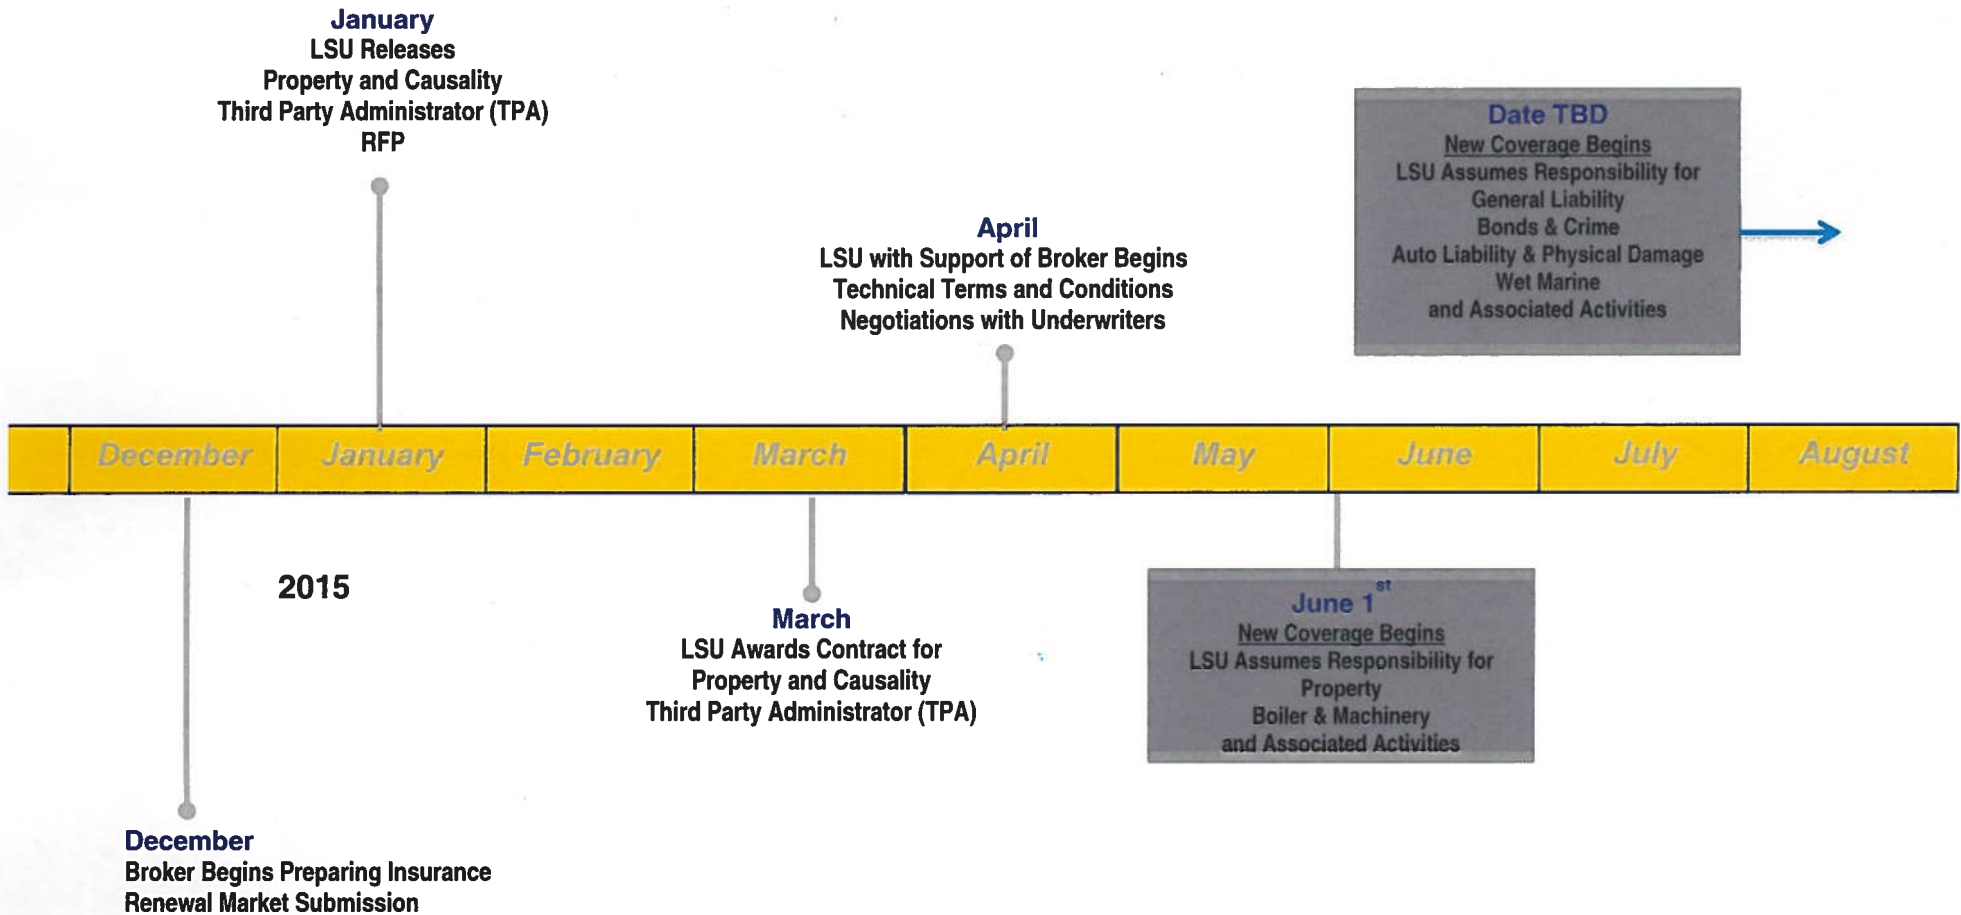 January
LSU Releases
Property and Causality
Third Party Administrator (TPA)
RFP
April
LSU with Support of Broker Begins
Technical Terms and Conditions
Negotiations with Underwriters
Date TBD
New Coverage Begins
LSU Assumes Responsibility for
General Liability
Bonds & Crime
Auto Liability & Physical Damage
Wet Marine
and Associated Activities
December January February March April May June July August
2015
March
LSU Awards Contract for
Property and Causality
Third Party Administrator (TPA)
June 1st
New Coverage Begins
LSU Assumes Responsibility for
Property
Boiler & Machinery
and Associated Activities
December
Broker Begins Preparing Insurance
Renewal Market Submission